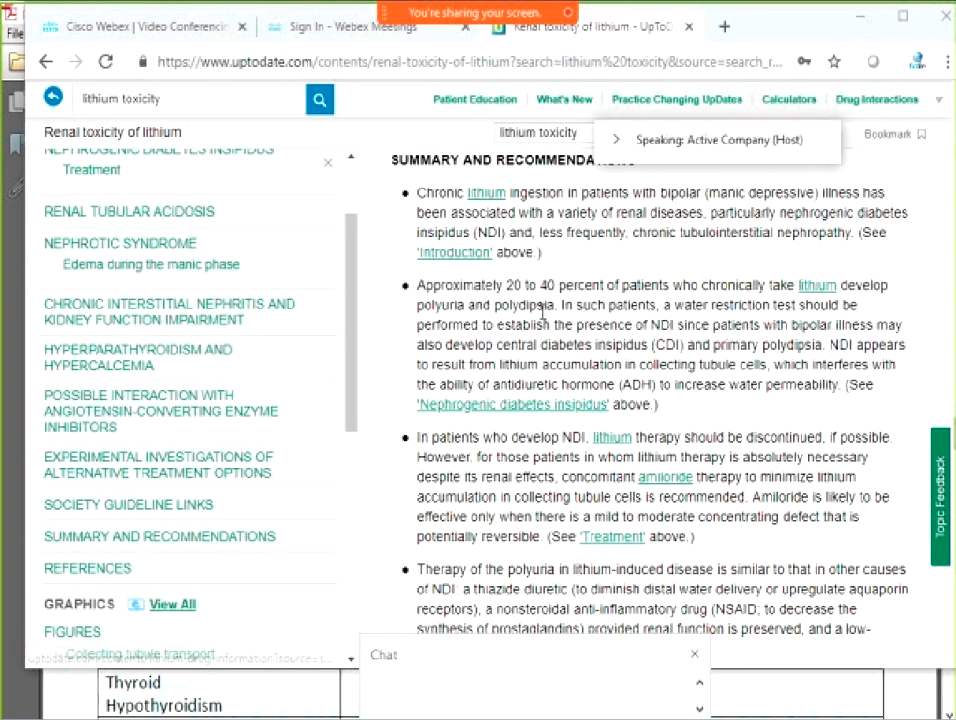 You're sharing your screen.
File
Cisco Webex | Video Conferencin
Sign In - Webex Meetings
Renal toxicity of lithium - UpToD
https://www.uptodate.com/contents/renal-toxicity-of-lithium?search=lithium%20toxicity&source=search_r...
lithium toxicity
Patient Education
What's New
Practice Changing UpDates
Calculators
Drug Interactions
Renal toxicity of lithium
lithium toxicity
Speaking: Active Company (Host)
Bookmark
NEPHROGENIC DIABETES INSIPIDUS
Treatment
RENAL TUBULAR ACIDOSIS
NEPHROTIC SYNDROME
Edema during the manic phase
CHRONIC INTERSTITIAL NEPHRITIS AND
KIDNEY FUNCTION IMPAIRMENT
HYPERPARATHYROIDISM AND
HYPERCALCEMIA
POSSIBLE INTERACTION WITH
ANGIOTENSIN-CONVERTING ENZYME
INHIBITORS
EXPERIMENTAL INVESTIGATIONS OF
ALTERNATIVE TREATMENT OPTIONS
SOCIETY GUIDELINE LINKS
SUMMARY AND RECOMMENDATIONS
REFERENCES
GRAPHICS View All
FIGURES
Collecting tubule transport
SUMMARY AND RECOMMENDATIONS
Chronic lithium ingestion in patients with bipolar (manic depressive) illness has
been associated with a variety of renal diseases, particularly nephrogenic diabetes
insipidus (NDI) and, less frequently, chronic tubulointerstitial nephropathy. (See
'Introduction' above.)
Approximately 20 to 40 percent of patients who chronically take lithium develop
polyuria and polydipsia. In such patients, a water restriction test should be
performed to establish the presence of NDI since patients with bipolar illness may
also develop central diabetes insipidus (CDI) and primary polydipsia. NDI appears
to result from lithium accumulation in collecting tubule cells, which interferes with
the ability of antidiuretic hormone (ADH) to increase water permeability. (See
'Nephrogenic diabetes insipidus' above.)
In patients who develop NDI, lithium therapy should be discontinued, if possible.
However, for those patients in whom lithium therapy is absolutely necessary
despite its renal effects, concomitant amiloride therapy to minimize lithium
accumulation in collecting tubule cells is recommended. Amiloride is likely to be
effective only when there is a mild to moderate concentrating defect that is
potentially reversible. (See 'Treatment' above.)
Therapy of the polyuria in lithium-induced disease is similar to that in other causes
of NDI: a thiazide diuretic (to diminish distal water delivery or upregulate aquaporin
receptors), a nonsteroidal anti-inflammatory drug (NSAID; to decrease the
synthesis of prostaglandins) provided renal function is preserved, and a low-
Topic Feedback
Chat
Thyroid
Hypothyroidism